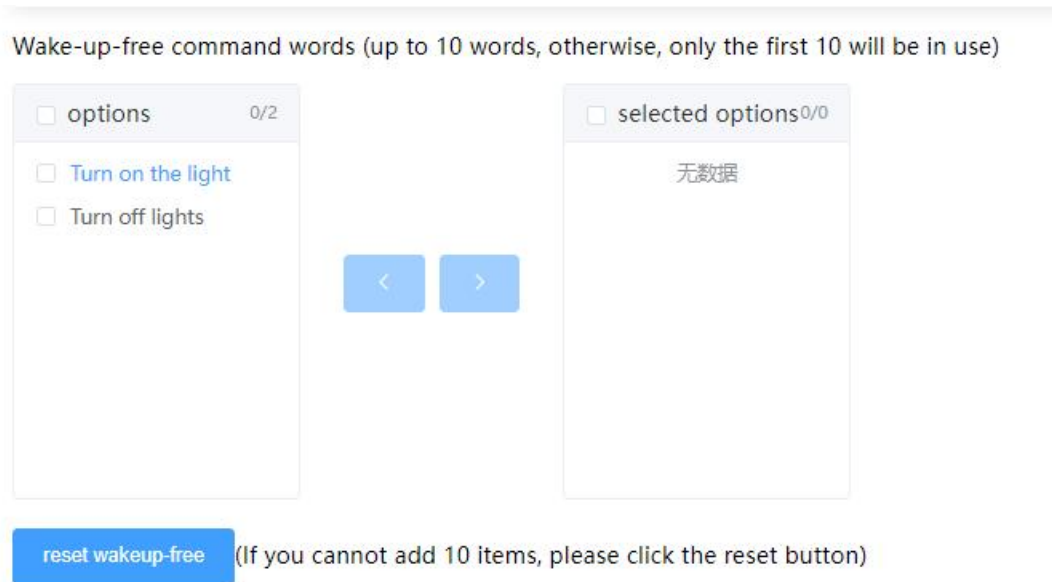 Wake-up-free command words (up to 10 words, otherwise, only the first 10 will be in use)
options 0/2
selected options 0/0
Turn on the light
无数据
Turn off lights
reset wakeup-free (If you cannot add 10 items, please click the reset button)